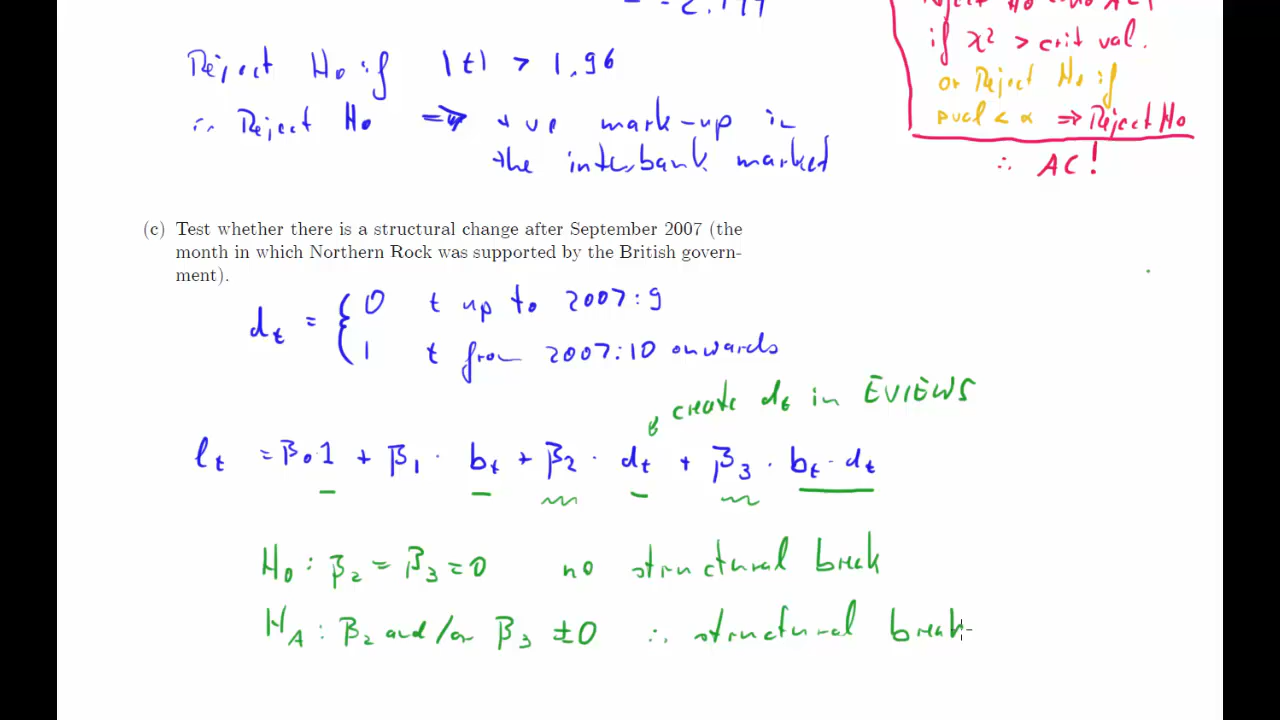 = -2.777
Reject H₀ if |t| > 1.96
∴ Reject H₀ ⇒ +ve mark-up in
the interbank marked
if χ² > crit val.
or Reject H₀ if
pval < α ⇒ Reject H₀
∴ AC!
(c) Test whether there is a structural change after September 2007 (the
month in which Northern Rock was supported by the British govern-
ment).
dₜ = { 0 t up to 2007:9
1 t from 2007:10 onwards
create dₜ in EVIEWS
lₜ = β₀·1 + β₁ · bₜ + β₂ · dₜ + β₃ · bₜ · dₜ
H₀ : β₂ = β₃ = 0 no structural break
H_A : β₂ and/or β₃ ≠ 0 ∴ structural break